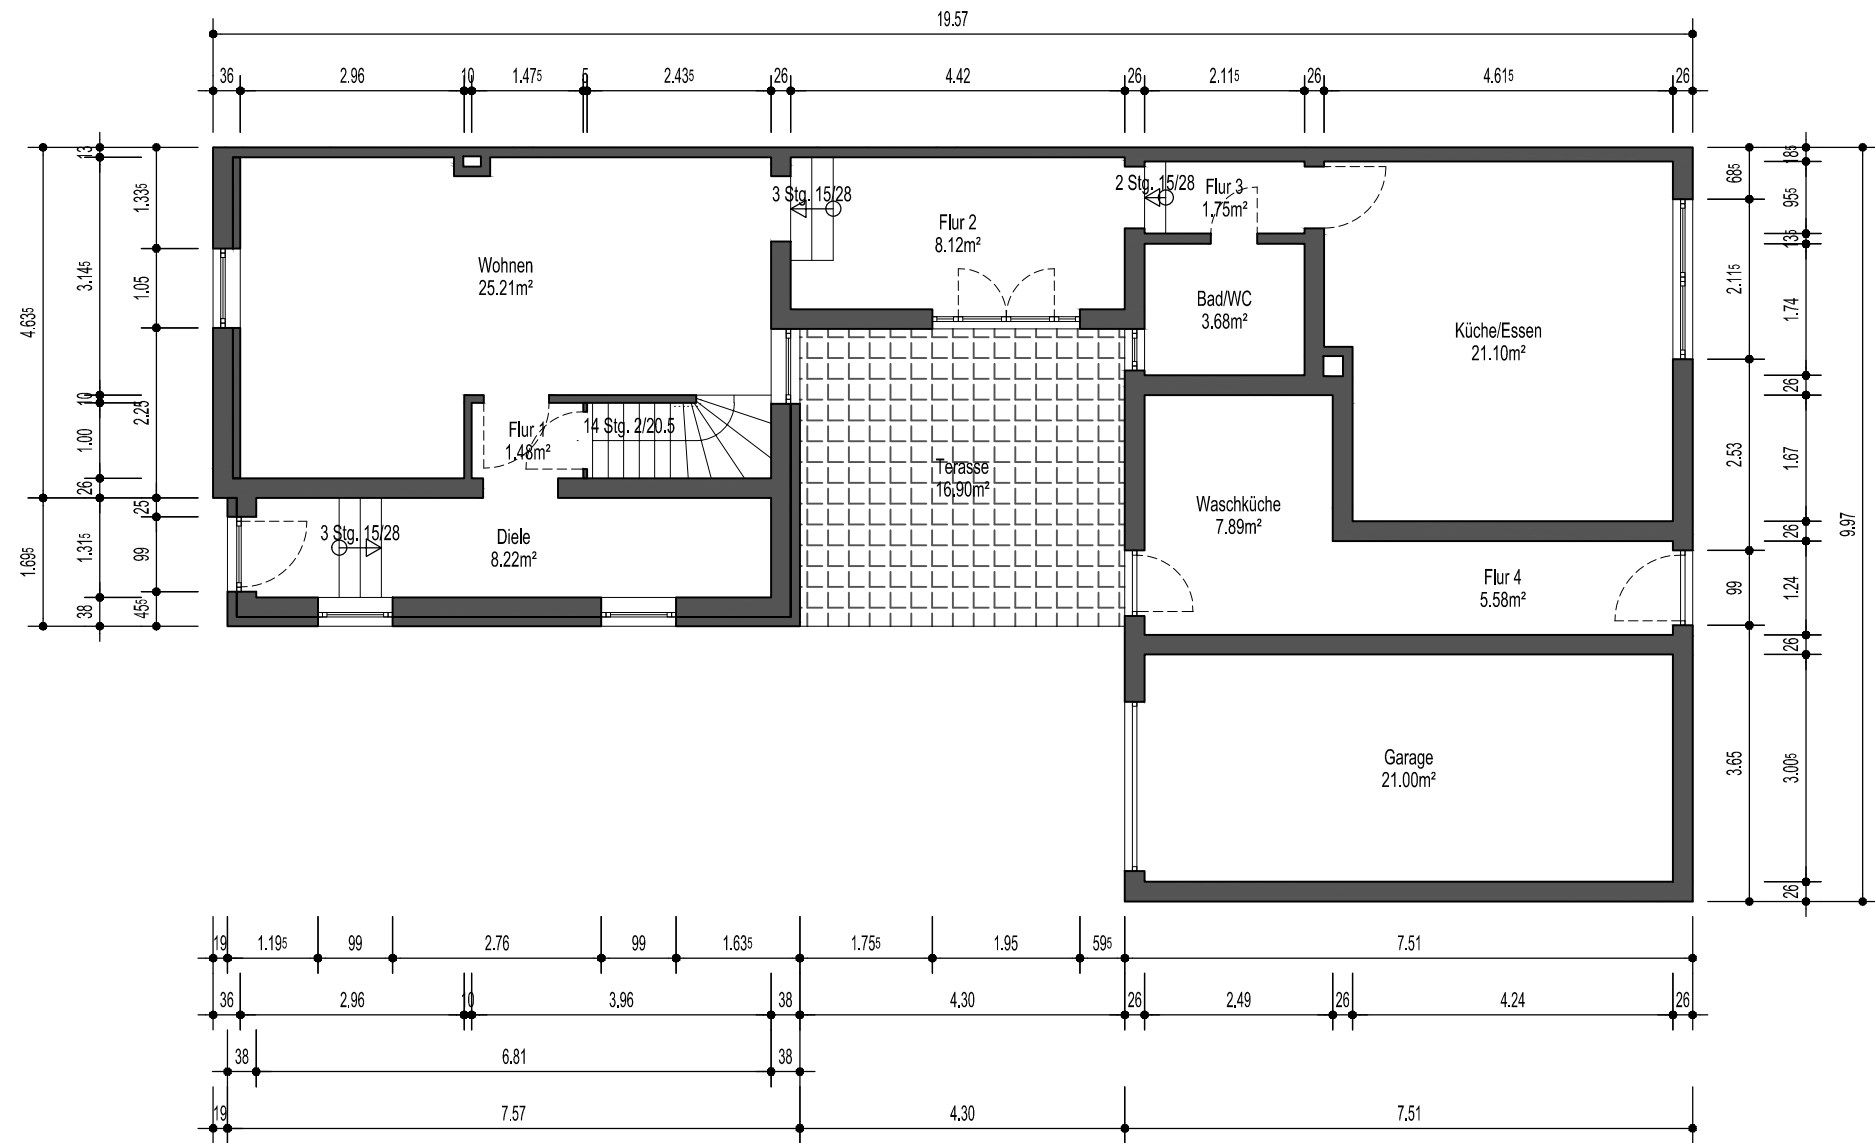 19.57
36 2.96 10 1.475 5 2.435 26 4.42 26 2.115 26 4.615 26
13
1.335
3.145
1.05
4.635
10
2.25
1.00
26
25
1.315
99
1.695
38
455
3 Stg. 15/28
Flur 2
8.12m²
2 Stg. 15/28
Flur 3
1.75m²
Wohnen
25.21m²
Bad/WC
3.68m²
Küche/Essen
21.10m²
Flur 1
1.48m²
14 Stg. 2/20.5
Terasse
16.90m²
Waschküche
7.89m²
3 Stg. 15/28
Diele
8.22m²
Flur 4
5.58m²
Garage
21.00m²
185
685
955
135
2.115
1.74
26
2.53
1.67
26
9.97
99
1.24
26
3.65
3.005
26
19 1.195 99 2.76 99 1.635 1.755 1.95 595 7.51
36 2.96 10 3.96 38 4.30 26 2.49 26 4.24 26
38 6.81 38
19 7.57 4.30 7.51